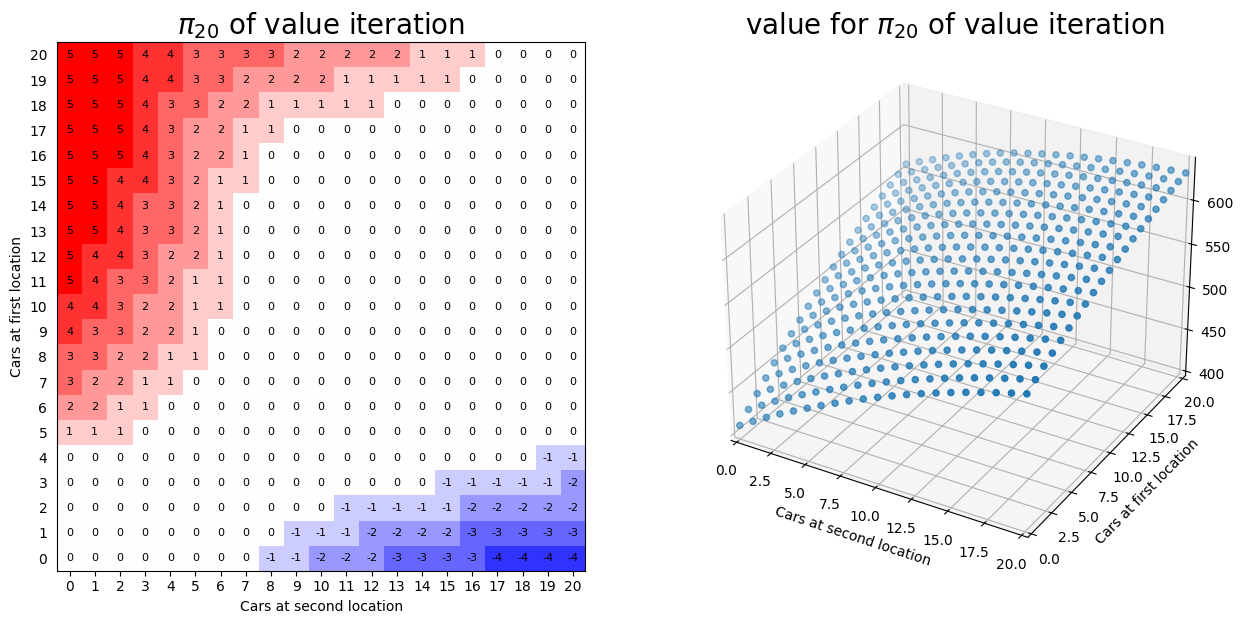 π20 of value iteration
20 5 5 5 4 4 3 3 3 3 2 2 2 2 2 1 1 1 0 0 0 0
19 5 5 5 4 4 3 3 2 2 2 2 1 1 1 1 1 0 0 0 0 0
18 5 5 5 4 3 3 2 2 1 1 1 1 1 0 0 0 0 0 0 0 0
17 5 5 5 4 3 2 2 1 1 0 0 0 0 0 0 0 0 0 0 0 0
16 5 5 5 4 3 2 2 1 0 0 0 0 0 0 0 0 0 0 0 0 0
15 5 5 4 4 3 2 1 1 0 0 0 0 0 0 0 0 0 0 0 0 0
14 5 5 4 3 3 2 1 0 0 0 0 0 0 0 0 0 0 0 0 0 0
13 5 5 4 3 3 2 1 0 0 0 0 0 0 0 0 0 0 0 0 0 0
12 5 4 4 3 2 2 1 0 0 0 0 0 0 0 0 0 0 0 0 0 0
11 5 4 3 3 2 1 1 0 0 0 0 0 0 0 0 0 0 0 0 0 0
10 4 4 3 2 2 1 1 0 0 0 0 0 0 0 0 0 0 0 0 0 0
9 4 3 3 2 2 1 0 0 0 0 0 0 0 0 0 0 0 0 0 0 0
8 3 3 2 2 1 1 0 0 0 0 0 0 0 0 0 0 0 0 0 0 0
7 3 2 2 1 1 0 0 0 0 0 0 0 0 0 0 0 0 0 0 0 0
6 2 2 1 1 0 0 0 0 0 0 0 0 0 0 0 0 0 0 0 0 0
5 1 1 1 0 0 0 0 0 0 0 0 0 0 0 0 0 0 0 0 0 0
4 0 0 0 0 0 0 0 0 0 0 0 0 0 0 0 0 0 0 0 -1 -1
3 0 0 0 0 0 0 0 0 0 0 0 0 0 0 0 -1 -1 -1 -1 -1 -2
2 0 0 0 0 0 0 0 0 0 0 0 -1 -1 -1 -1 -1 -2 -2 -2 -2 -2
1 0 0 0 0 0 0 0 0 0 -1 -1 -1 -2 -2 -2 -2 -3 -3 -3 -3 -3
0 0 0 0 0 0 0 0 0 -1 -1 -2 -2 -2 -3 -3 -3 -3 -4 -4 -4 -4
0 1 2 3 4 5 6 7 8 9 10 11 12 13 14 15 16 17 18 19 20
Cars at second location
Cars at first location
value for π20 of value iteration
600
550
500
450
400
0.0 2.5 5.0 7.5 10.0 12.5 15.0 17.5 20.0
Cars at second location
0.0 2.5 5.0 7.5 10.0 12.5 15.0 17.5 20.0
Cars at first location